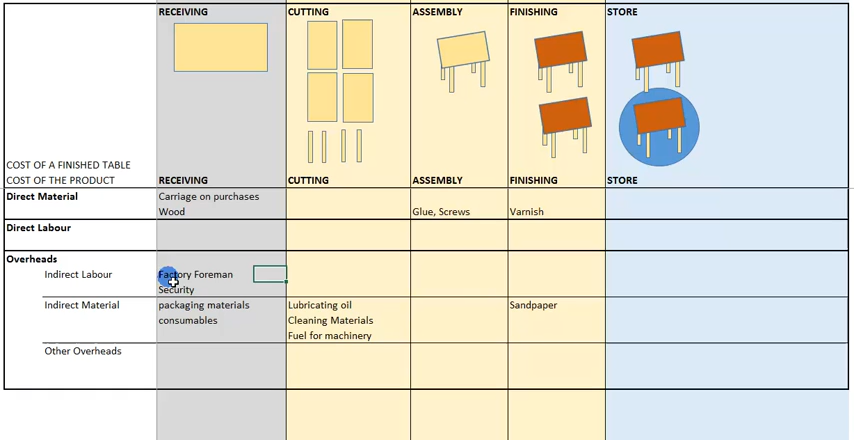 RECEIVING CUTTING ASSEMBLY FINISHING STORE
COST OF A FINISHED TABLE
COST OF THE PRODUCT RECEIVING CUTTING ASSEMBLY FINISHING STORE
Direct Material Carriage on purchases
Wood Glue, Screws Varnish
Direct Labour
Overheads
Indirect Labour Factory Foreman
Security
Indirect Material packaging materials Lubricating oil Sandpaper
consumables Cleaning Materials
Fuel for machinery
Other Overheads